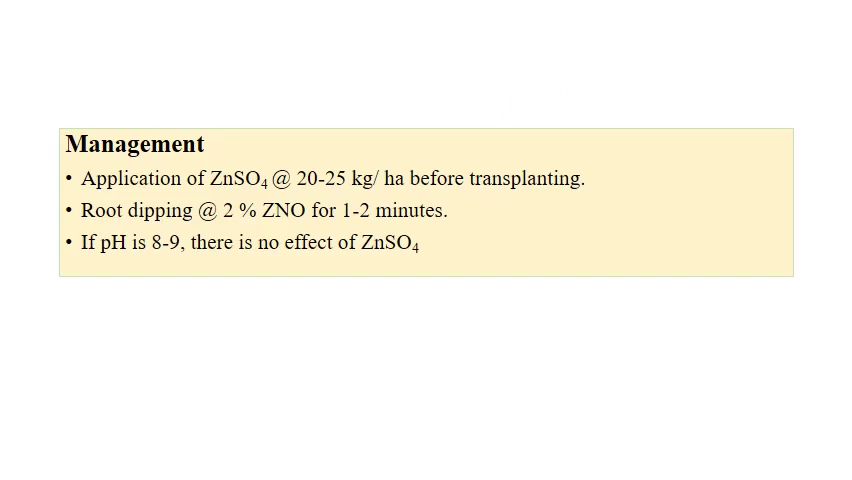 Management
• Application of ZnSO₄ @ 20-25 kg/ ha before transplanting.
• Root dipping @ 2 % ZNO for 1-2 minutes.
• If pH is 8-9, there is no effect of ZnSO₄